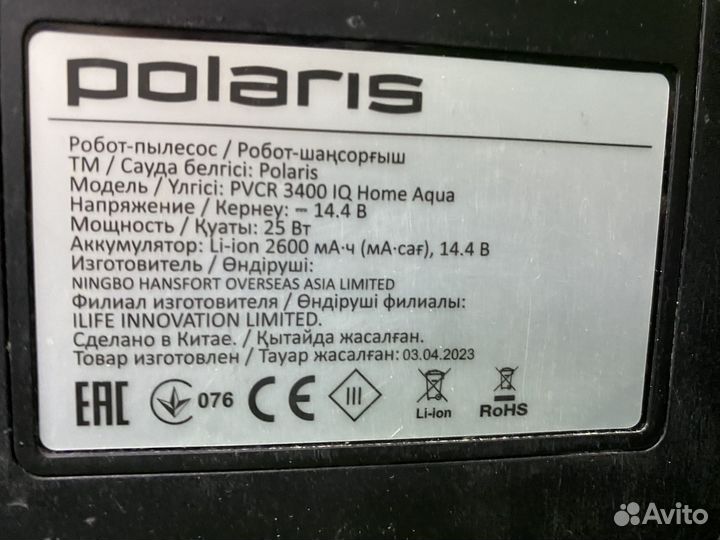 polaris
Робот-пылесос / Робот-шаңсорғыш
ТМ / Сауда белгісі: Polaris
Модель / Үлгісі: PVCR 3400 IQ Home Aqua
Напряжение / Кернеу: ⎓ 14.4 В
Мощность / Қуаты: 25 Вт
Аккумулятор: Li-ion 2600 мА·ч (мА·сағ), 14.4 В
Изготовитель / Өндіруші:
NINGBO HANSFORT OVERSEAS ASIA LIMITED
Филиал изготовителя / Өндіруші филиалы:
ILIFE INNOVATION LIMITED.
Сделано в Китае. / Қытайда жасалған.
Товар изготовлен / Тауар жасалған: 03.04.2023
EAC 076 CE III Li-ion RoHS
Avito